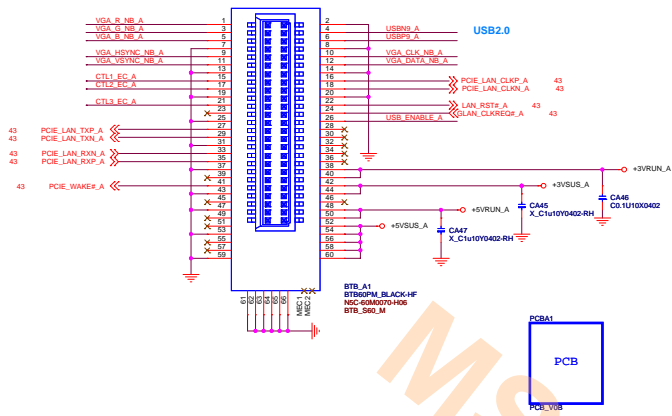 VGA_R_NB_A 1 2
VGA_G_NB_A 3 4 USBN9_A USB2.0
VGA_B_NB_A 5 6 USBP9_A
7 8
VGA_HSYNC_NB_A 9 10 VGA_CLK_NB_A
VGA_VSYNC_NB_A 11 12 VGA_DATA_NB_A
13 14
CTL1_EC_A 15 16 PCIE_LAN_CLKP_A 43
CTL2_EC_A 17 18 PCIE_LAN_CLKN_A 43
19 20
CTL3_EC_A 21 22 LAN_RST#_A 43
23 24 GLAN_CLKREQ#_A 43
25 26 USB_ENABLE_A
43 PCIE_LAN_TXP_A 27 28
43 PCIE_LAN_TXN_A 29 30
31 32
43 PCIE_LAN_RXN_A 33 34
43 PCIE_LAN_RXP_A 35 36
37 38 +3VRUN_A
39 40
43 PCIE_WAKE#_A 41 42 +3VSUS_A
43 44
45 46
47 48 +5VRUN_A
49 50
51 52 +5VSUS_A
53 54
55 56
57 58
59 60
CA46
C0.1U10X0402
CA45
X_C1u10Y0402-RH
CA47
X_C1u10Y0402-RH
61 62 63 64 65 66 MEC1 MEC2
BTB_A1
BTB60PM_BLACK-HF
N5C-60M0070-H06
BTB_S60_M
PCBA1
PCB
PCB_V0B
MS